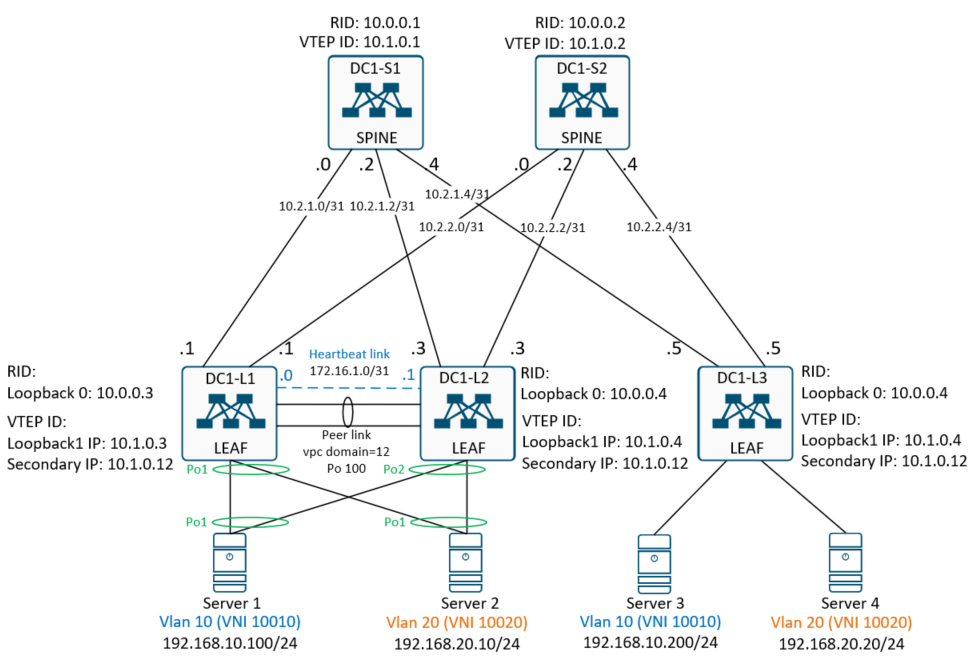 RID: 10.0.0.1
VTEP ID: 10.1.0.1
RID: 10.0.0.2
VTEP ID: 10.1.0.2
DC1-S1
SPINE
DC1-S2
SPINE
.0
.2
.4
.0
.2
.4
10.2.1.0/31
10.2.1.2/31
10.2.1.4/31
10.2.2.0/31
10.2.2.2/31
10.2.2.4/31
.1
.1
.3
.3
.5
.5
Heartbeat link
172.16.1.0/31
.0
.1
RID:
Loopback 0: 10.0.0.3
VTEP ID:
Loopback1 IP: 10.1.0.3
Secondary IP: 10.1.0.12
DC1-L1
LEAF
Peer link
vpc domain=12
Po 100
DC1-L2
LEAF
RID:
Loopback 0: 10.0.0.4
VTEP ID:
Loopback1 IP: 10.1.0.4
Secondary IP: 10.1.0.12
DC1-L3
LEAF
RID:
Loopback 0: 10.0.0.4
VTEP ID:
Loopback1 IP: 10.1.0.4
Secondary IP: 10.1.0.12
Po1
Po2
Po1
Po1
Server 1
Vlan 10 (VNI 10010)
192.168.10.100/24
Server 2
Vlan 20 (VNI 10020)
192.168.20.10/24
Server 3
Vlan 10 (VNI 10010)
192.168.10.200/24
Server 4
Vlan 20 (VNI 10020)
192.168.20.20/24